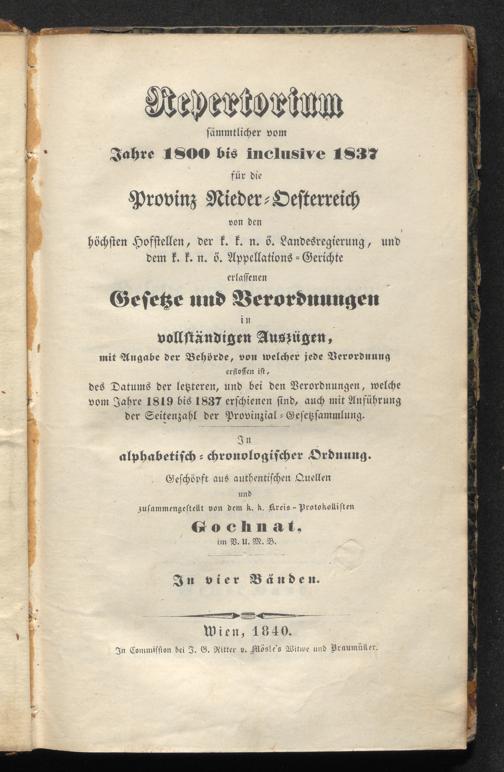 Repertorium
sämmtlicher vom
Jahre 1800 bis inclusive 1837
für die
Provinz Nieder-Oesterreich
von den
höchsten Hofstellen, der k. k. n. ö. Landesregierung, und
dem k. k. n. ö. Appellations-Gerichte
erlassenen
Gesetze und Verordnungen
in
vollständigen Auszügen,
mit Angabe der Behörde, von welcher jede Verordnung
erflossen ist,
des Datums der letzteren, und bei den Verordnungen, welche
vom Jahre 1819 bis 1837 erschienen sind, auch mit Anführung
der Seitenzahl der Provinzial-Gesetzsammlung.
In
alphabetisch-chronologischer Ordnung.
Geschöpft aus authentischen Quellen
und
zusammengestellt von dem k. k. Kreis-Protokollisten
Gochnat,
im V. U. M. B.
In vier Bänden.
Wien, 1840.
In Commission bei J. G. Ritter v. Mösle's Witwe und Braumüller.